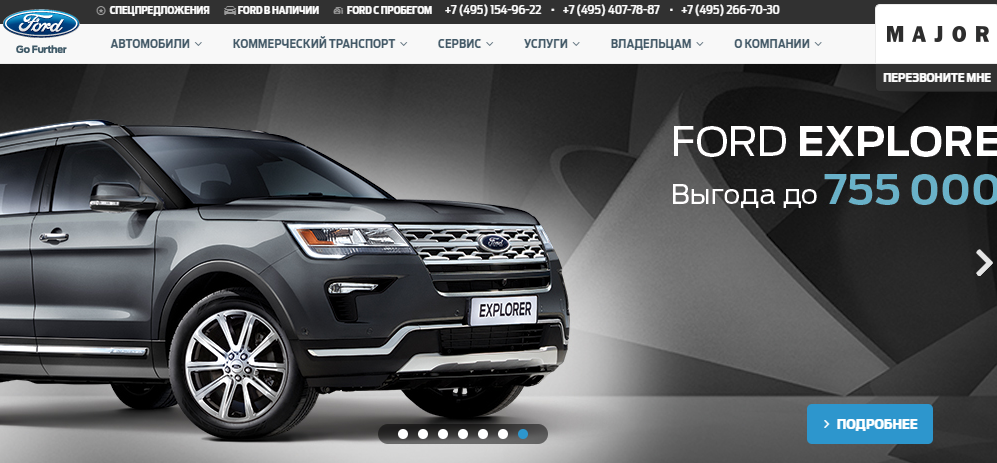 Ford
Go Further
СПЕЦПРЕДЛОЖЕНИЯ FORD В НАЛИЧИИ FORD С ПРОБЕГОМ +7 (495) 154-96-22 • +7 (495) 407-78-87 • +7 (495) 266-70-30
АВТОМОБИЛИ КОММЕРЧЕСКИЙ ТРАНСПОРТ СЕРВИС УСЛУГИ ВЛАДЕЛЬЦАМ О КОМПАНИИ
MAJOR
ПЕРЕЗВОНИТЕ МНЕ
FORD EXPLORE
Выгода до 755 000
Ford
EXPLORER
ПОДРОБНЕЕ